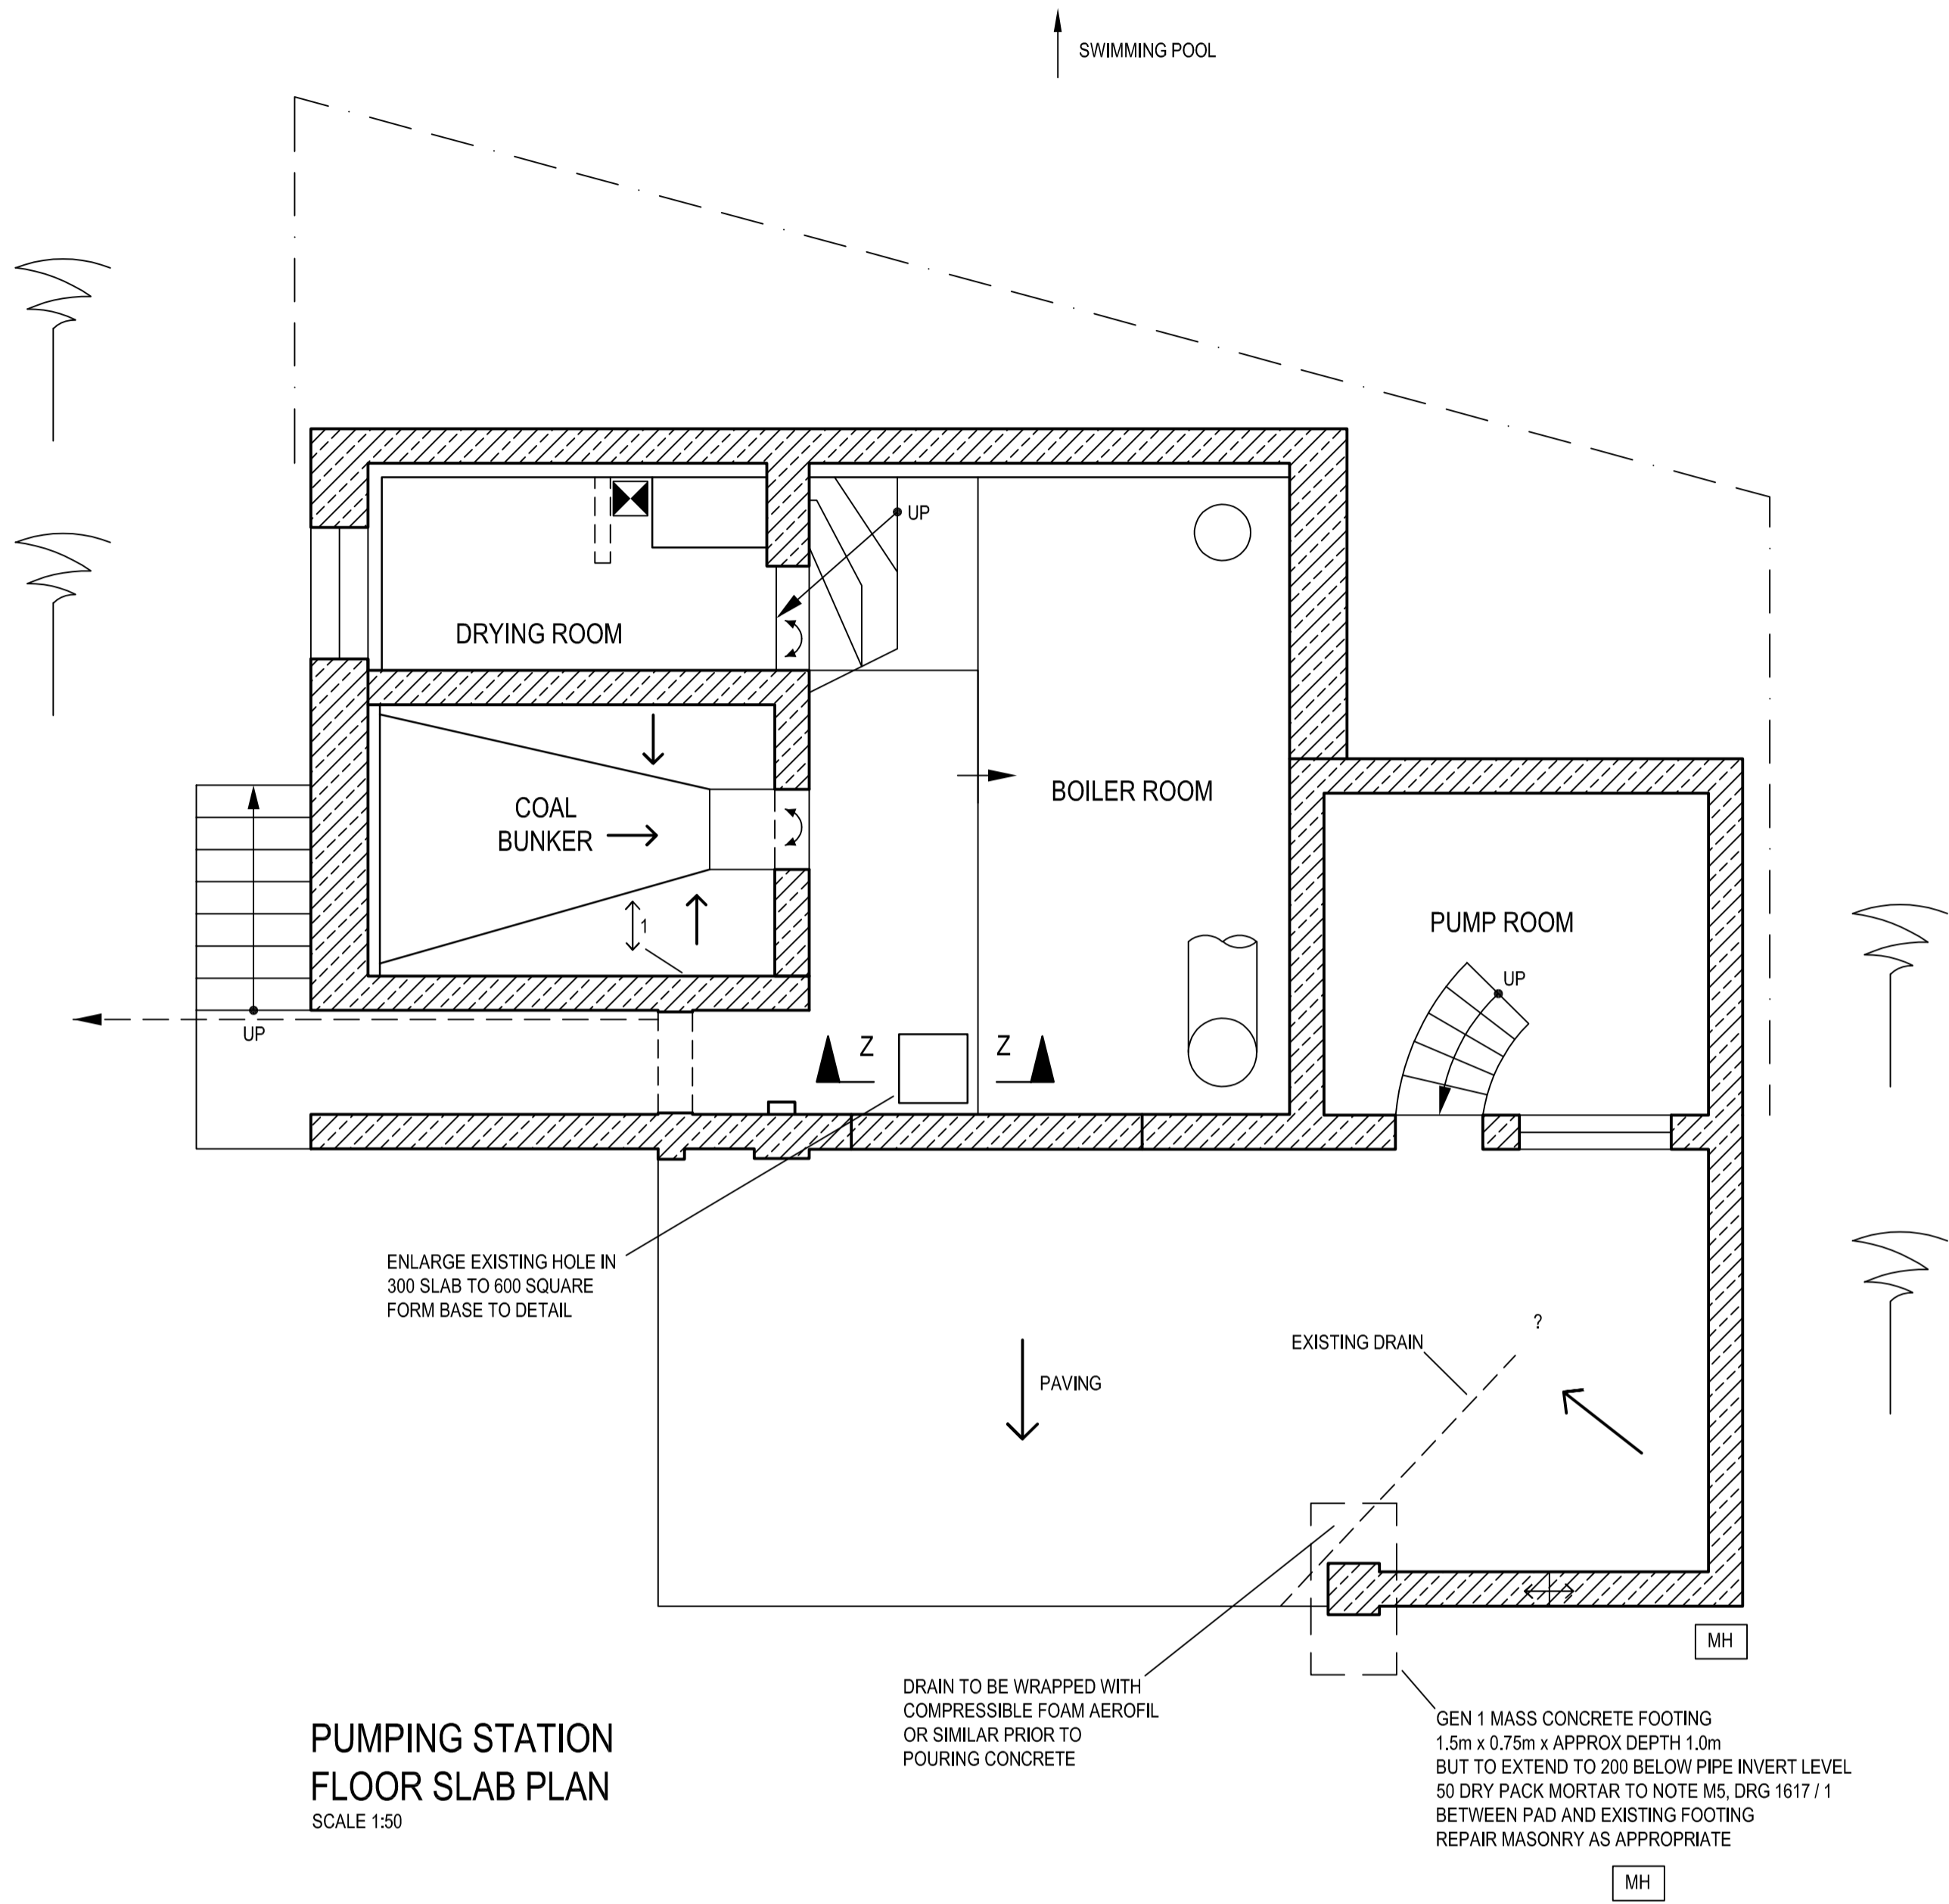 SWIMMING POOL
UP
DRYING ROOM
COAL
BUNKER
BOILER ROOM
1
PUMP ROOM
UP
UP
Z
Z
ENLARGE EXISTING HOLE IN
300 SLAB TO 600 SQUARE
FORM BASE TO DETAIL
?
EXISTING DRAIN
PAVING
MH
DRAIN TO BE WRAPPED WITH
COMPRESSIBLE FOAM AEROFIL
OR SIMILAR PRIOR TO
POURING CONCRETE
GEN 1 MASS CONCRETE FOOTING
1.5m x 0.75m x APPROX DEPTH 1.0m
BUT TO EXTEND TO 200 BELOW PIPE INVERT LEVEL
50 DRY PACK MORTAR TO NOTE M5, DRG 1617 / 1
BETWEEN PAD AND EXISTING FOOTING
REPAIR MASONRY AS APPROPRIATE
MH
PUMPING STATION
FLOOR SLAB PLAN
SCALE 1:50